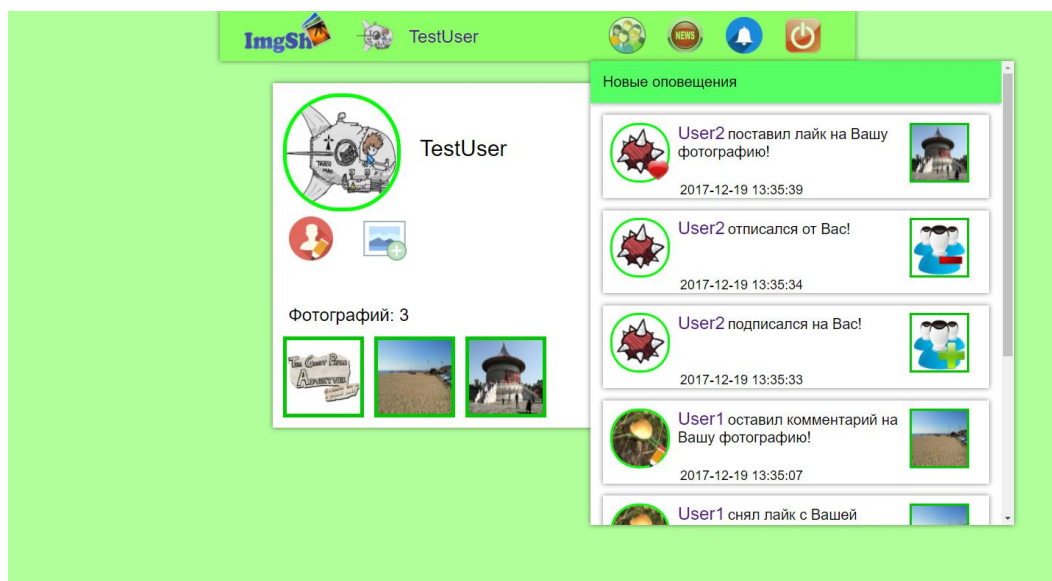 ImgSh
TestUser
NEWS
Новые оповещения
TestUser
User2 поставил лайк на Вашу
фотографию!
2017-12-19 13:35:39
User2 отписался от Вас!
2017-12-19 13:35:34
User2 подписался на Вас!
2017-12-19 13:35:33
Фотографий: 3
User1 оставил комментарий на
Вашу фотографию!
2017-12-19 13:35:07
User1 снял лайк с Вашей